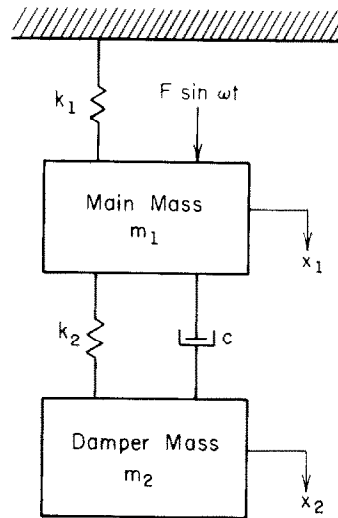 k₁
F sin ωt
Main Mass
m₁
x₁
k₂
c
Damper Mass
m₂
x₂